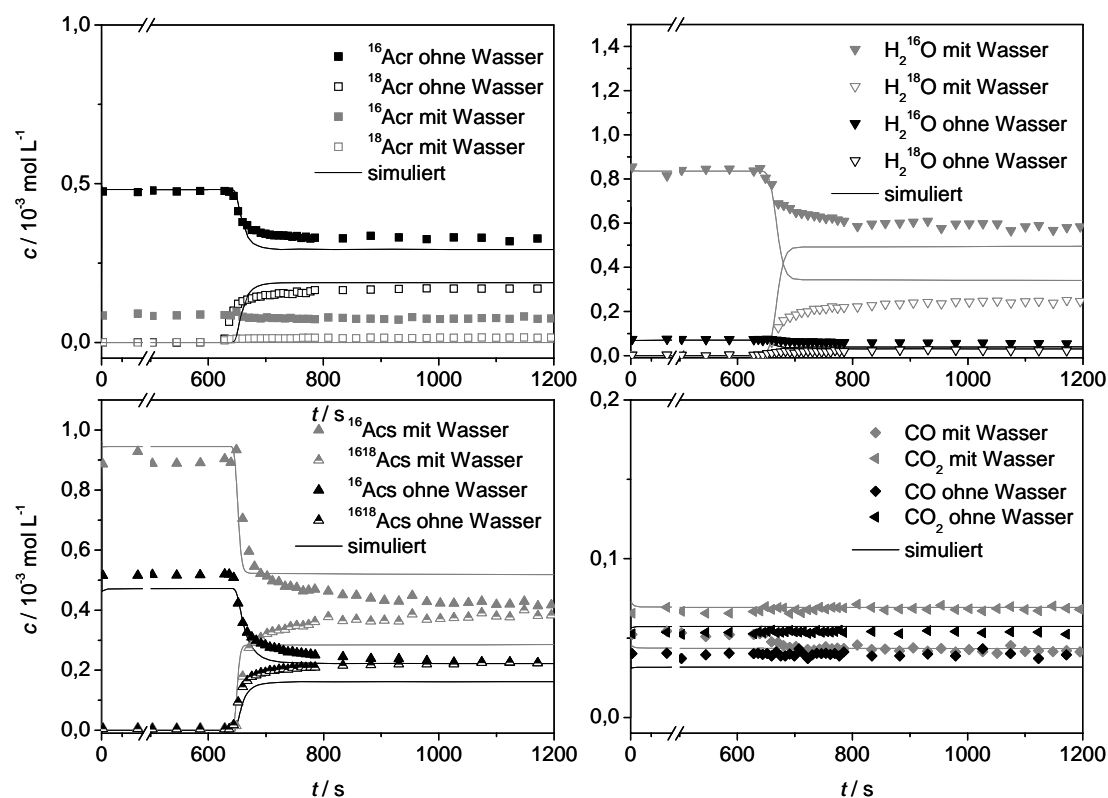 1,0
0,5
0,0
c / 10⁻³ mol L⁻¹
¹⁶Acr ohne Wasser
¹⁸Acr ohne Wasser
¹⁶Acr mit Wasser
¹⁸Acr mit Wasser
simuliert
0 600 800 1000 1200
t / s
1,4
1,2
1,0
0,8
0,6
0,4
0,2
0,0
H₂¹⁶O mit Wasser
H₂¹⁸O mit Wasser
H₂¹⁶O ohne Wasser
H₂¹⁸O ohne Wasser
simuliert
0 600 800 1000 1200
1,0
0,8
0,6
0,4
0,2
0,0
c / 10⁻³ mol L⁻¹
¹⁶Acs mit Wasser
¹⁶¹⁸Acs mit Wasser
¹⁶Acs ohne Wasser
¹⁶¹⁸Acs ohne Wasser
simuliert
0 600 800 1000 1200
t / s
0,2
0,1
0,0
CO mit Wasser
CO₂ mit Wasser
CO ohne Wasser
CO₂ ohne Wasser
simuliert
0 600 800 1000 1200
t / s